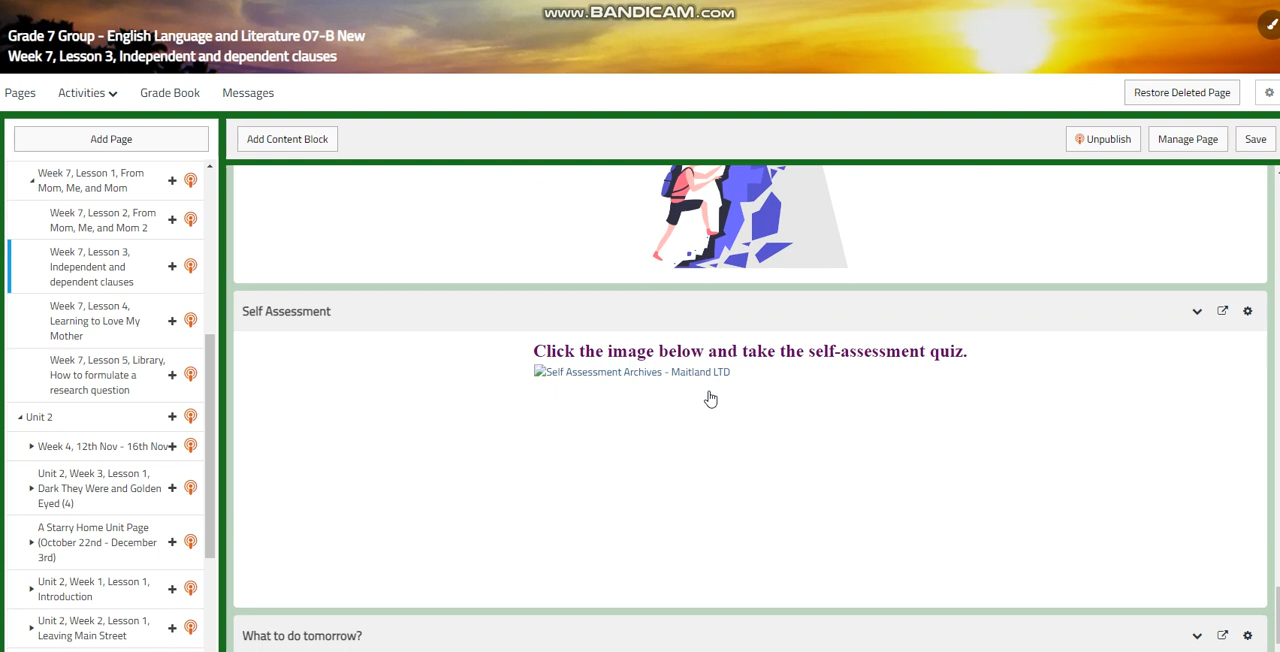 www.BANDICAM.com
Grade 7 Group - English Language and Literature 07-B New
Week 7, Lesson 3, Independent and dependent clauses
Pages
Activities
Grade Book
Messages
Restore Deleted Page
Add Page
Add Content Block
Unpublish
Manage Page
Save
Week 7, Lesson 1, From
Mom, Me, and Mom
Week 7, Lesson 2, From
Mom, Me, and Mom 2
Week 7, Lesson 3,
Independent and
dependent clauses
Week 7, Lesson 4,
Learning to Love My
Mother
Week 7, Lesson 5, Library,
How to formulate a
research question
Unit 2
Week 4, 12th Nov - 16th Nov
Unit 2, Week 3, Lesson 1,
Dark They Were and Golden
Eyed (4)
A Starry Home Unit Page
(October 22nd - December
3rd)
Unit 2, Week 1, Lesson 1,
Introduction
Unit 2, Week 2, Lesson 1,
Leaving Main Street
Self Assessment
Click the image below and take the self-assessment quiz.
Self Assessment Archives - Maitland LTD
What to do tomorrow?